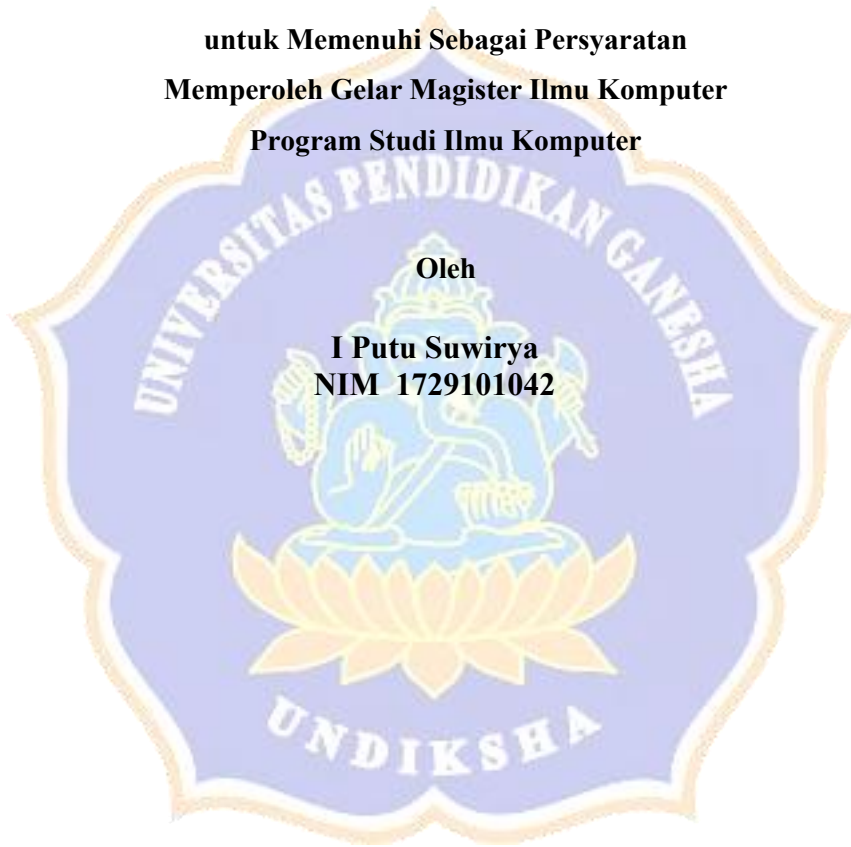 untuk Memenuhi Sebagai Persyaratan
Memperoleh Gelar Magister Ilmu Komputer
Program Studi Ilmu Komputer
UNIVERSITAS PENDIDIKAN GANESHA
Oleh
I Putu Suwirya
NIM 1729101042
UNDIKSHA